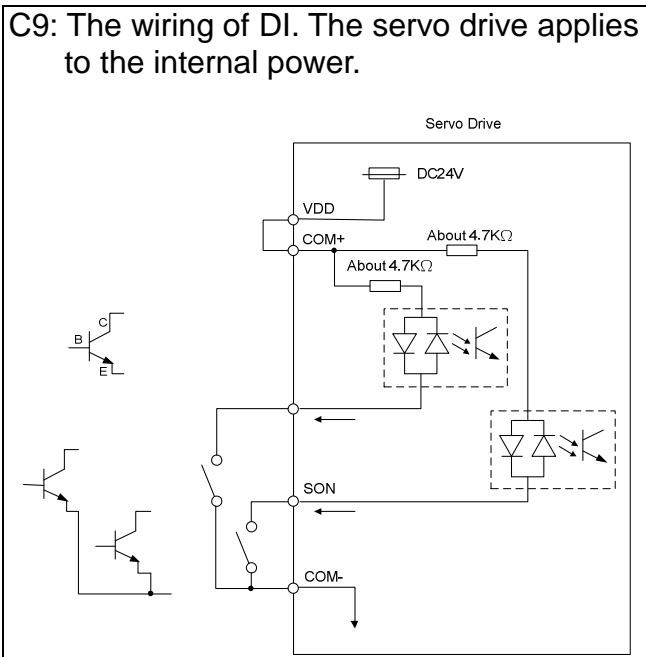 C9: The wiring of DI. The servo drive applies
to the internal power.
Servo Drive
DC24V
VDD
COM+
About 4.7KΩ
About 4.7KΩ
C
B
E
SON
COM-